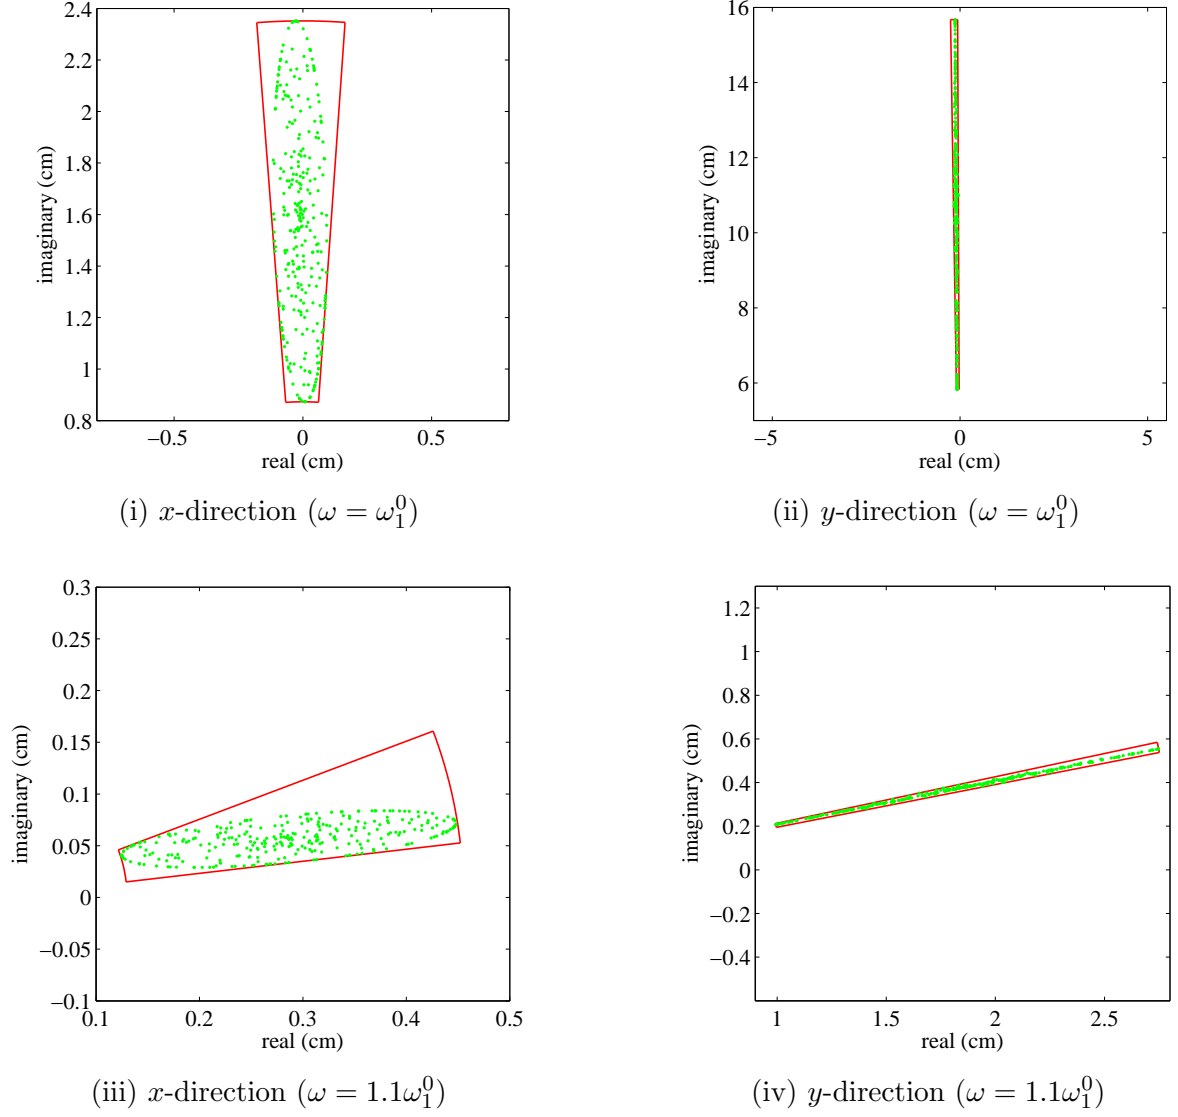 2.4
2.2
2
1.8
1.6
1.4
1.2
1
0.8
imaginary (cm)
−0.5 0 0.5
real (cm)
(i) x-direction (ω = ω₁⁰)
16
14
12
10
8
6
imaginary (cm)
−5 0 5
real (cm)
(ii) y-direction (ω = ω₁⁰)
0.3
0.25
0.2
0.15
0.1
0.05
0
−0.05
−0.1
imaginary (cm)
0.1 0.2 0.3 0.4 0.5
real (cm)
(iii) x-direction (ω = 1.1ω₁⁰)
1.2
1
0.8
0.6
0.4
0.2
0
−0.2
−0.4
imaginary (cm)
1 1.5 2 2.5
real (cm)
(iv) y-direction (ω = 1.1ω₁⁰)